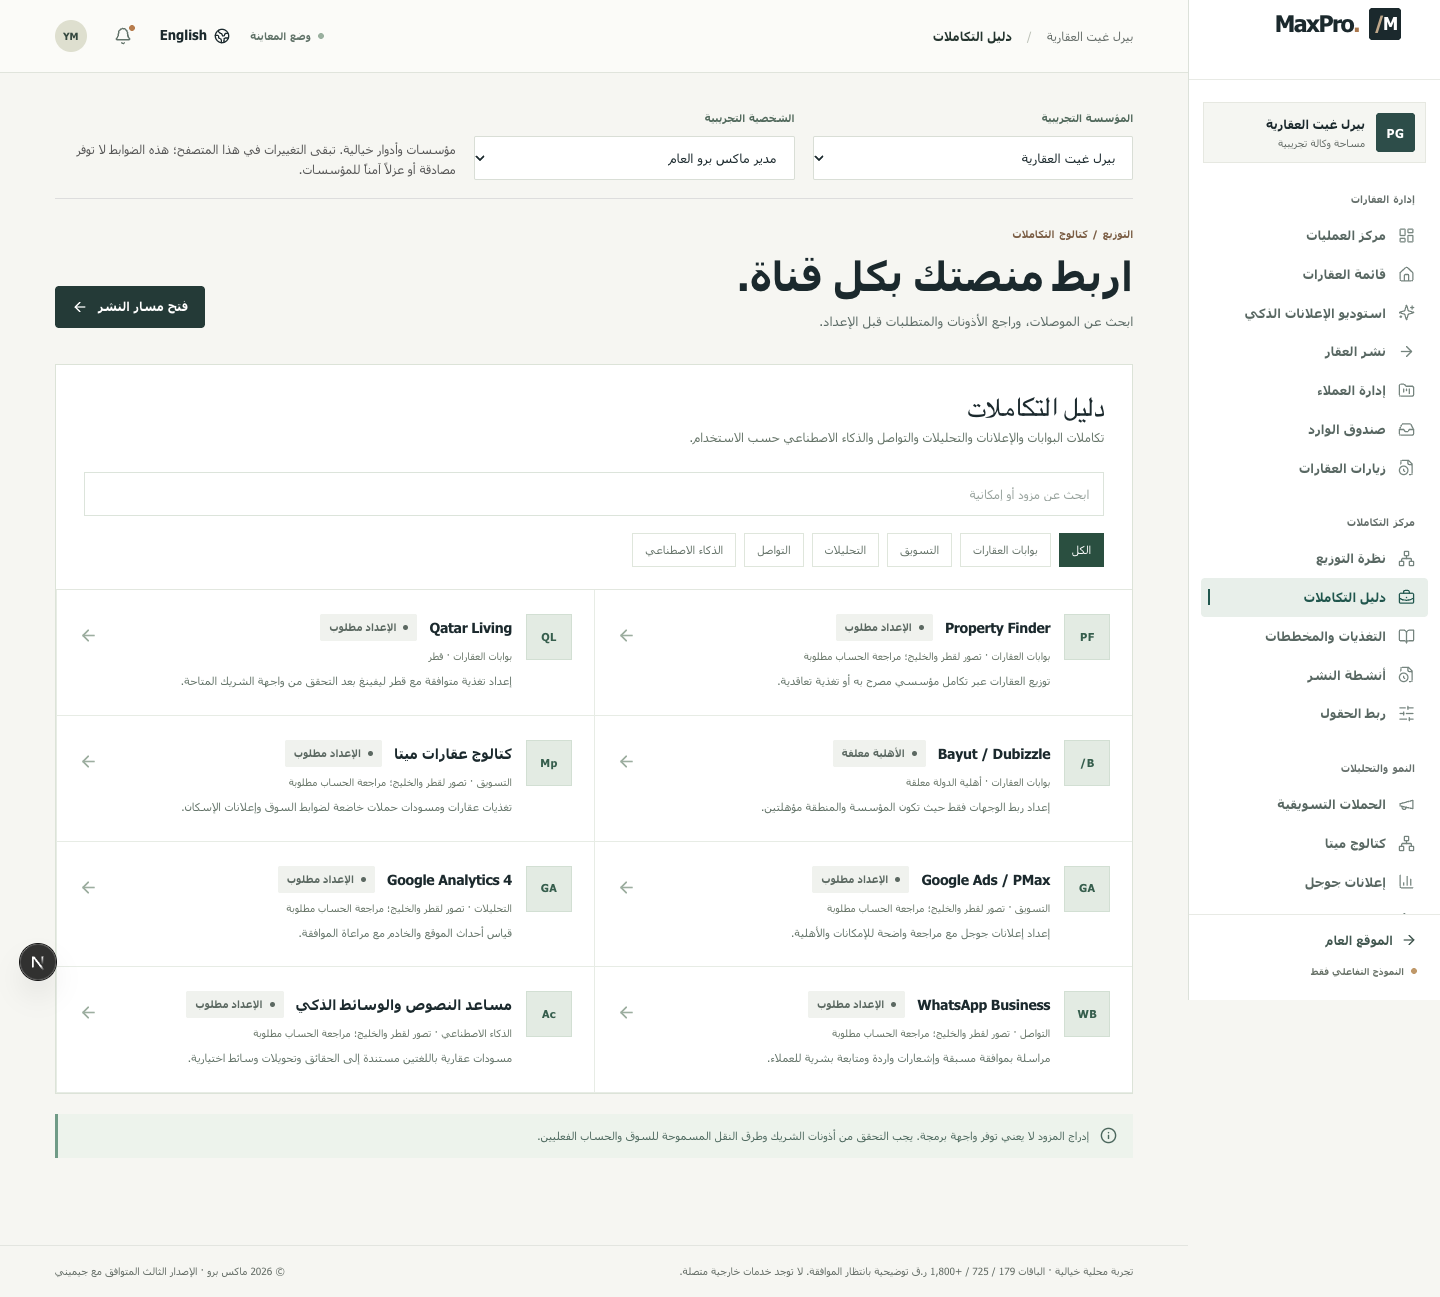 MaxPro.
/M
بيرل غيت العقارية
/
دليل التكاملات
وضع المعاينة
English
YM
PG
بيرل غيت العقارية
مساحة وكالة تجريبية
إدارة العقارات
مركز العمليات
قائمة العقارات
استوديو الإعلانات الذكي
نشر العقار
إدارة العملاء
صندوق الوارد
زيارات العقارات
مركز التكاملات
نظرة التوزيع
دليل التكاملات
التغذيات والمخططات
أنشطة النشر
ربط الحقول
النمو والتحليلات
الحملات التسويقية
كتالوج ميتا
إعلانات جوجل
الموقع العام
النموذج التفاعلي فقط
المؤسسة التجريبية
بيرل غيت العقارية
الشخصية التجريبية
مدير ماكس برو العام
مؤسسات وأدوار خيالية. تبقى التغييرات في هذا المتصفح؛ هذه الضوابط لا توفر
مصادقة أو عزلاً آمناً للمؤسسات.
التوزيع / كتالوج التكاملات
اربط منصتك بكل قناة.
ابحث عن الموصلات، وراجع الأذونات والمتطلبات قبل الإعداد.
فتح مسار النشر
دليل التكاملات
تكاملات البوابات والإعلانات والتحليلات والتواصل والذكاء الاصطناعي حسب الاستخدام.
ابحث عن مزود أو إمكانية
الكل
بوابات العقارات
التسويق
التحليلات
التواصل
الذكاء الاصطناعي
PF
Property Finder
الإعداد مطلوب
بوابات العقارات · تصور لقطر والخليج؛ مراجعة الحساب مطلوبة
توزيع العقارات عبر تكامل مؤسسي مصرح به أو تغذية تعاقدية.
QL
Qatar Living
الإعداد مطلوب
بوابات العقارات · قطر
إعداد تغذية متوافقة مع قطر ليفينغ بعد التحقق من واجهة الشريك المتاحة.
B/
Bayut / Dubizzle
الأهلية معلقة
بوابات العقارات · أهلية الدولة معلقة
إعداد ربط الوجهات فقط حيث تكون المؤسسة والمنطقة مؤهلتين.
Mp
كتالوج عقارات ميتا
الإعداد مطلوب
التسويق · تصور لقطر والخليج؛ مراجعة الحساب مطلوبة
تغذيات عقارات ومسودات حملات خاضعة لضوابط السوق وإعلانات الإسكان.
GA
Google Ads / PMax
الإعداد مطلوب
التسويق · تصور لقطر والخليج؛ مراجعة الحساب مطلوبة
إعداد إعلانات جوجل مع مراجعة واضحة للإمكانات والأهلية.
GA
Google Analytics 4
الإعداد مطلوب
التحليلات · تصور لقطر والخليج؛ مراجعة الحساب مطلوبة
قياس أحداث الموقع والخادم مع مراعاة الموافقة.
WB
WhatsApp Business
الإعداد مطلوب
التواصل · تصور لقطر والخليج؛ مراجعة الحساب مطلوبة
مراسلة بموافقة مسبقة وإشعارات واردة ومتابعة بشرية للعملاء.
Ac
مساعد النصوص والوسائط الذكي
الإعداد مطلوب
الذكاء الاصطناعي · تصور لقطر والخليج؛ مراجعة الحساب مطلوبة
مسودات عقارية باللغتين مستندة إلى الحقائق وتحويلات وسائط اختيارية.
إدراج المزود لا يعني توفر واجهة برمجة. يجب التحقق من أذونات الشريك وطرق النقل المسموحة للسوق والحساب الفعليين.
N
تجربة محلية خيالية · الباقات 179 / 725 / +1,800 ر.ق توضيحية بانتظار الموافقة. لا توجد خدمات خارجية متصلة.
© 2026 ماكس برو · الإصدار الثالث المتوافق مع جيميني